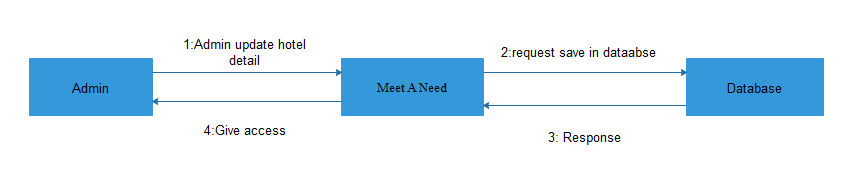 1:Admin update hotel
detail
2:request save in dataabse
Admin
Meet A Need
Database
4:Give access
3: Response